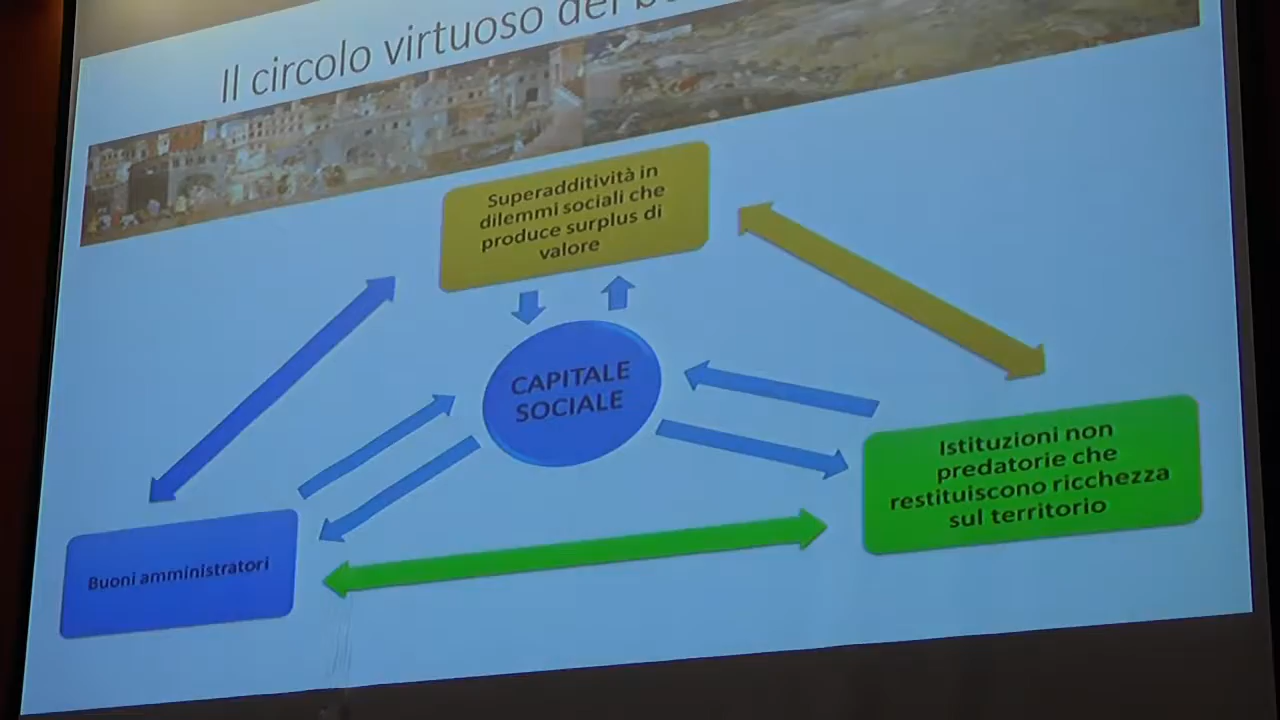 Il circolo virtuoso del
Superadditività in
dilemmi sociali che
produce surplus di
valore
CAPITALE
SOCIALE
Istituzioni non
predatorie che
restituiscono ricchezza
sul territorio
Buoni amministratori